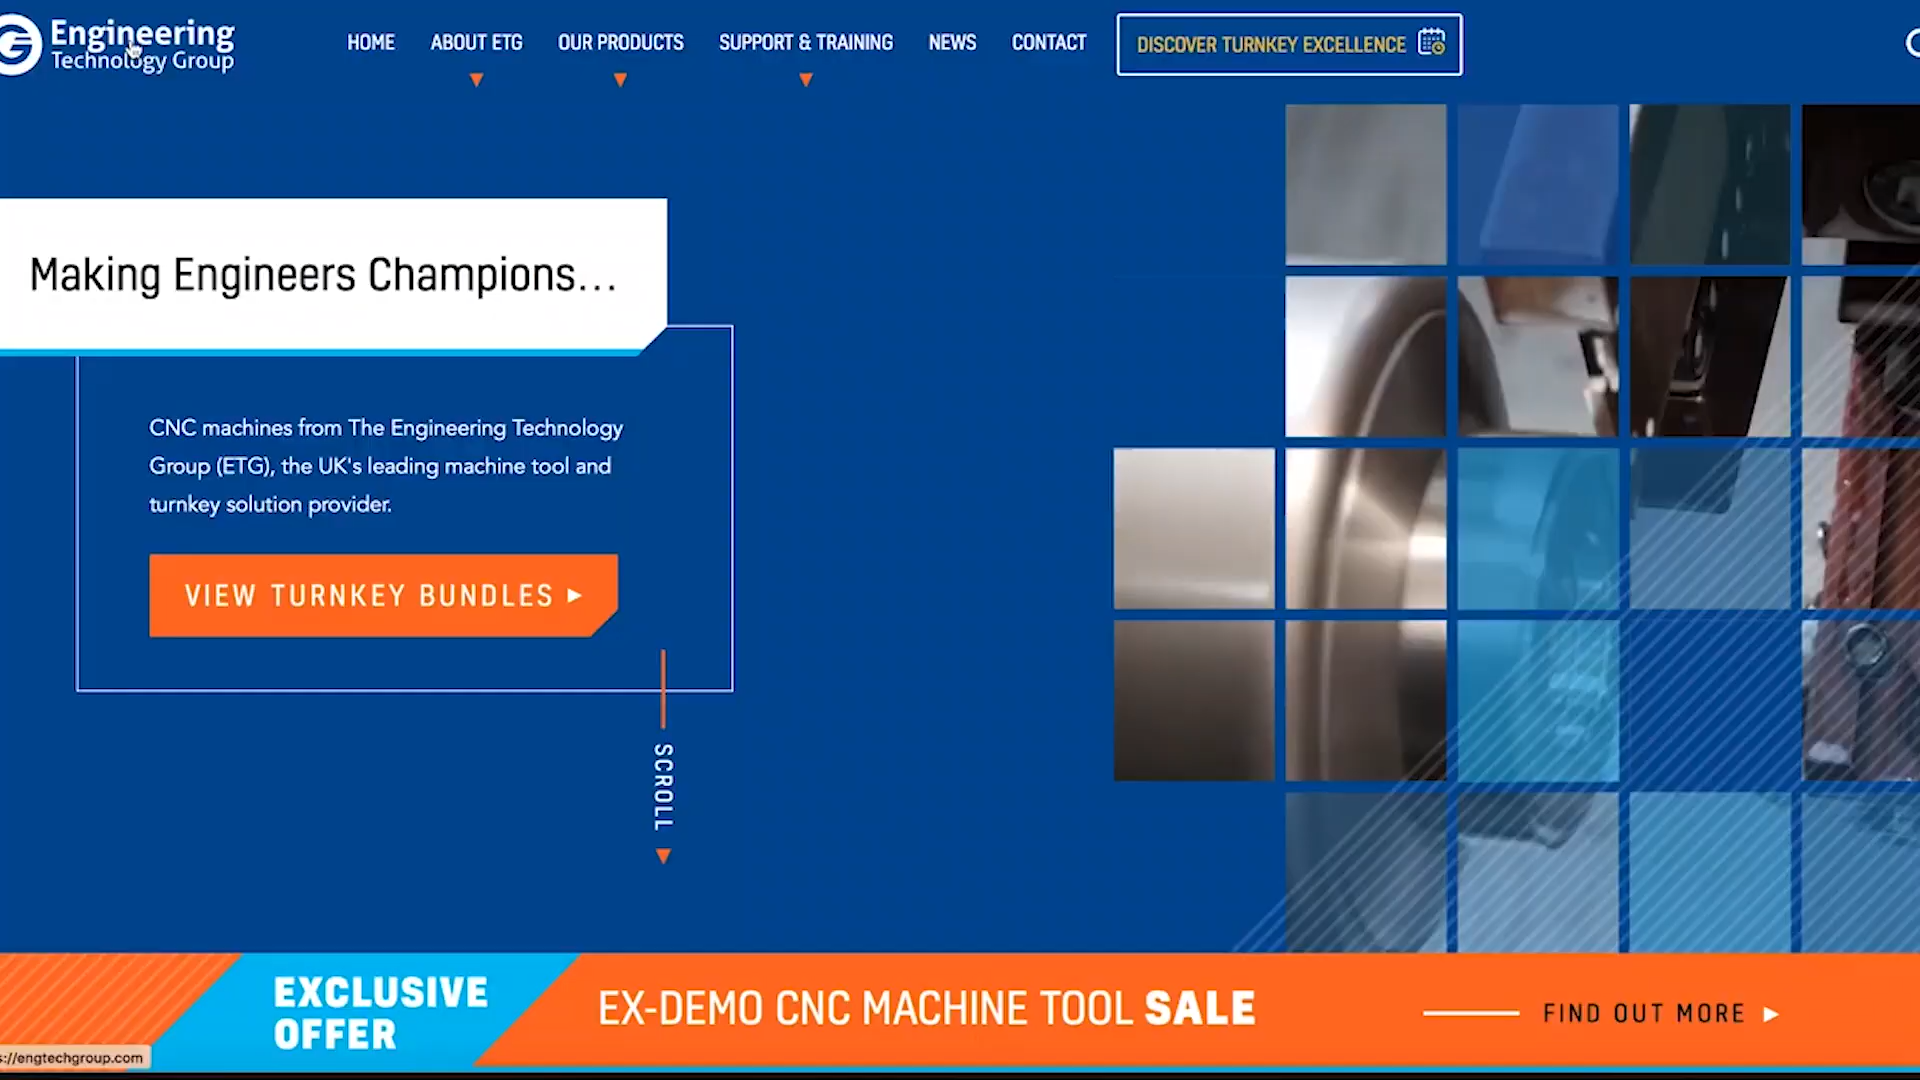 Engineering
Technology Group
HOME
ABOUT ETG
OUR PRODUCTS
SUPPORT & TRAINING
NEWS
CONTACT
DISCOVER TURNKEY EXCELLENCE
Making Engineers Champions...
CNC machines from The Engineering Technology
Group (ETG), the UK's leading machine tool and
turnkey solution provider.
VIEW TURNKEY BUNDLES
SCROLL
EXCLUSIVE
OFFER
EX-DEMO CNC MACHINE TOOL SALE
FIND OUT MORE
s://engtechgroup.com